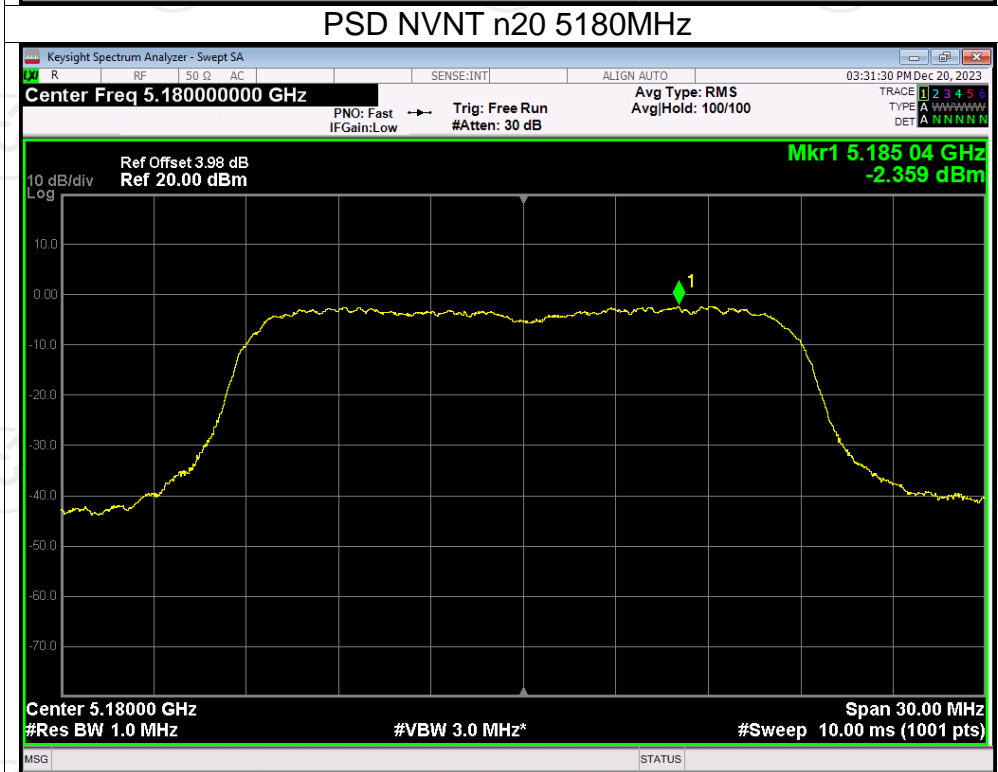 PSD NVNT n20 5180MHz
Keysight Spectrum Analyzer - Swept SA
LXI R RF 50 Ω AC SENSE:INT ALIGN AUTO 03:31:30 PM Dec 20, 2023
Center Freq 5.180000000 GHz
PNO: Fast
IFGain:Low
Trig: Free Run
#Atten: 30 dB
Avg Type: RMS
Avg|Hold: 100/100
TRACE 1 2 3 4 5 6
TYPE A WWWWW
DET A N N N N N
Mkr1 5.185 04 GHz
-2.359 dBm
Ref Offset 3.98 dB
10 dB/div Ref 20.00 dBm
Log
1
10.0
0.00
-10.0
-20.0
-30.0
-40.0
-50.0
-60.0
-70.0
Center 5.18000 GHz Span 30.00 MHz
#Res BW 1.0 MHz #VBW 3.0 MHz* #Sweep 10.00 ms (1001 pts)
MSG STATUS